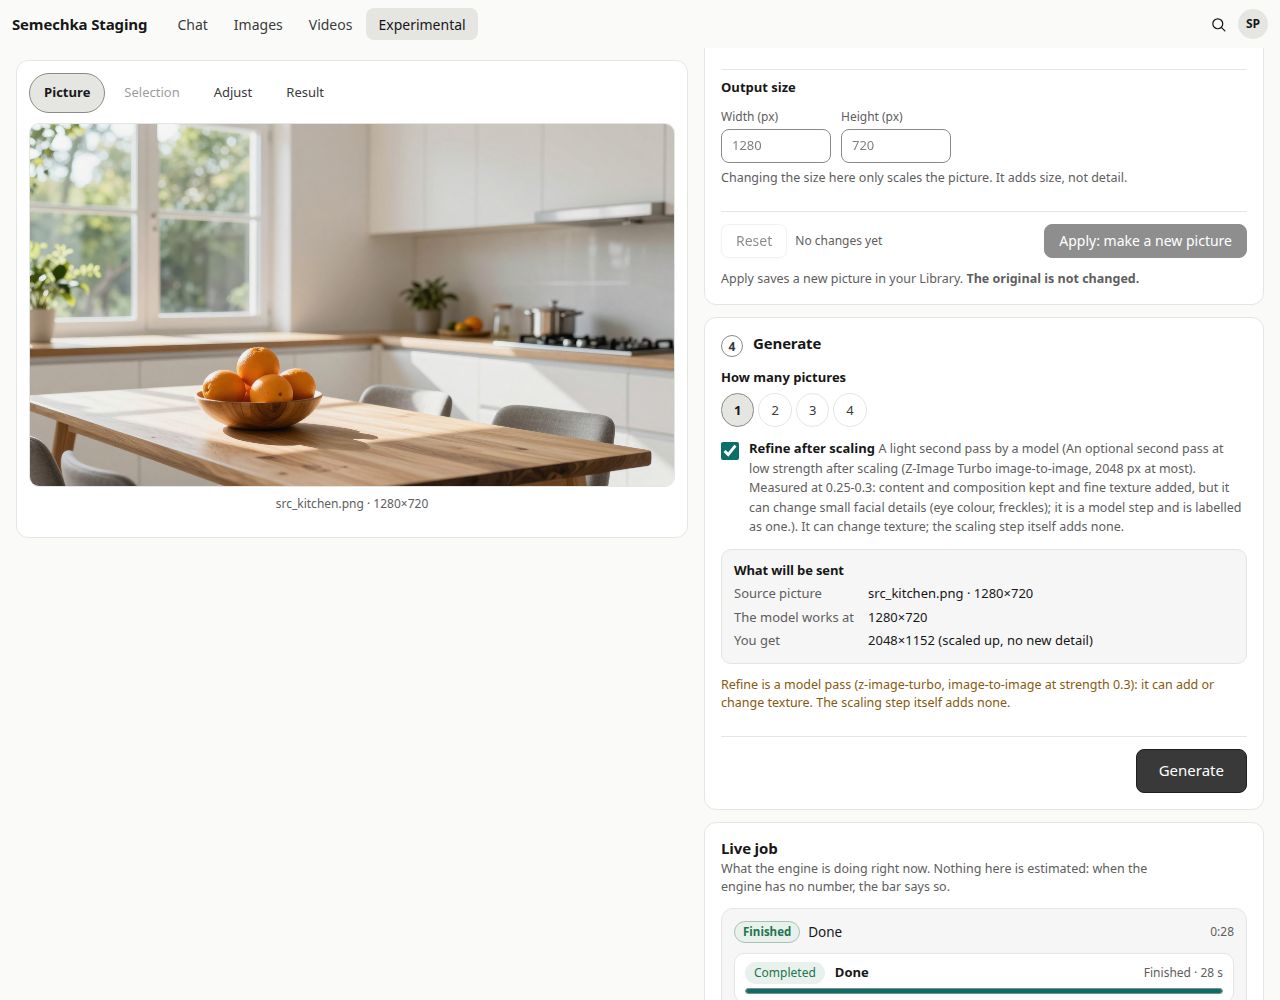 Semechka Staging
Chat
Images
Videos
Experimental
SP
Picture
Selection
Adjust
Result
src_kitchen.png · 1280×720
Output size
Width (px)
Height (px)
1280
720
Changing the size here only scales the picture. It adds size, not detail.
Reset
No changes yet
Apply: make a new picture
Apply saves a new picture in your Library. The original is not changed.
4
Generate
How many pictures
1
2
3
4
Refine after scaling A light second pass by a model (An optional second pass at
low strength after scaling (Z-Image Turbo image-to-image, 2048 px at most).
Measured at 0.25-0.3: content and composition kept and fine texture added, but it
can change small facial details (eye colour, freckles); it is a model step and is labelled
as one.). It can change texture; the scaling step itself adds none.
What will be sent
Source picture src_kitchen.png · 1280×720
The model works at 1280×720
You get 2048×1152 (scaled up, no new detail)
Refine is a model pass (z-image-turbo, image-to-image at strength 0.3): it can add or
change texture. The scaling step itself adds none.
Generate
Live job
What the engine is doing right now. Nothing here is estimated: when the
engine has no number, the bar says so.
Finished
Done
0:28
Completed
Done
Finished · 28 s